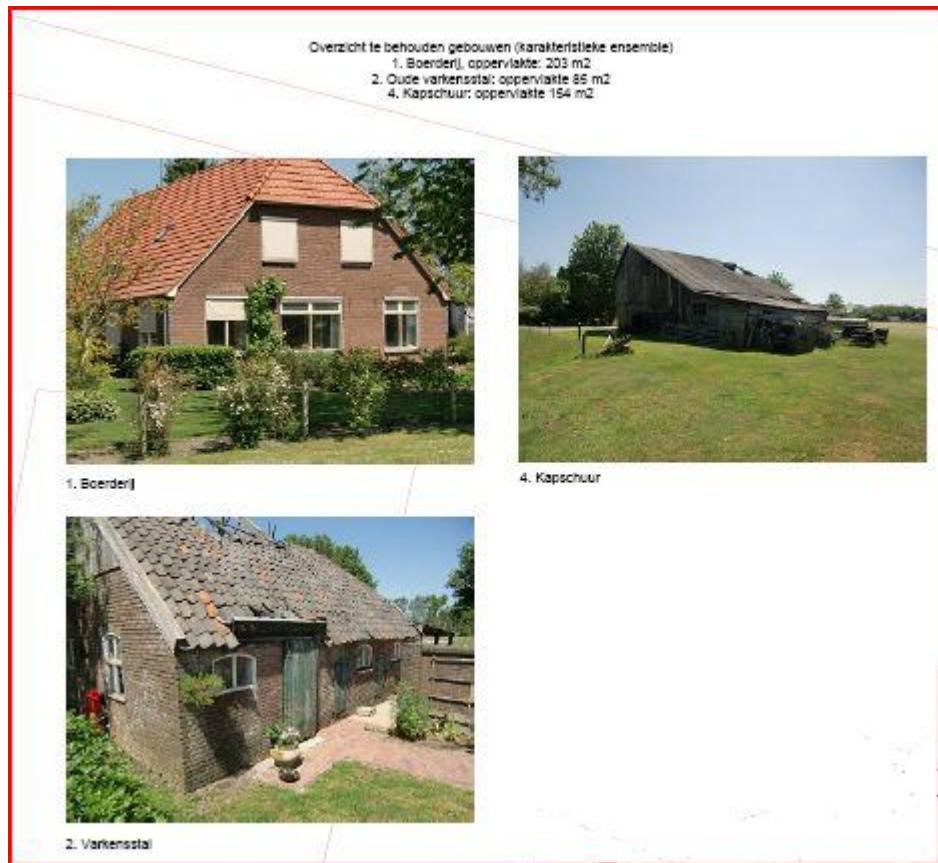 Overzicht te behouden gebouwen (karakteristieke ensemble)
1. Boerderij, oppervlakte: 203 m2
2. Oude varkensstal: oppervlakte 85 m2
4. Kapschuur: oppervlakte 154 m2
1. Boerderij
4. Kapschuur
2. Varkensstal